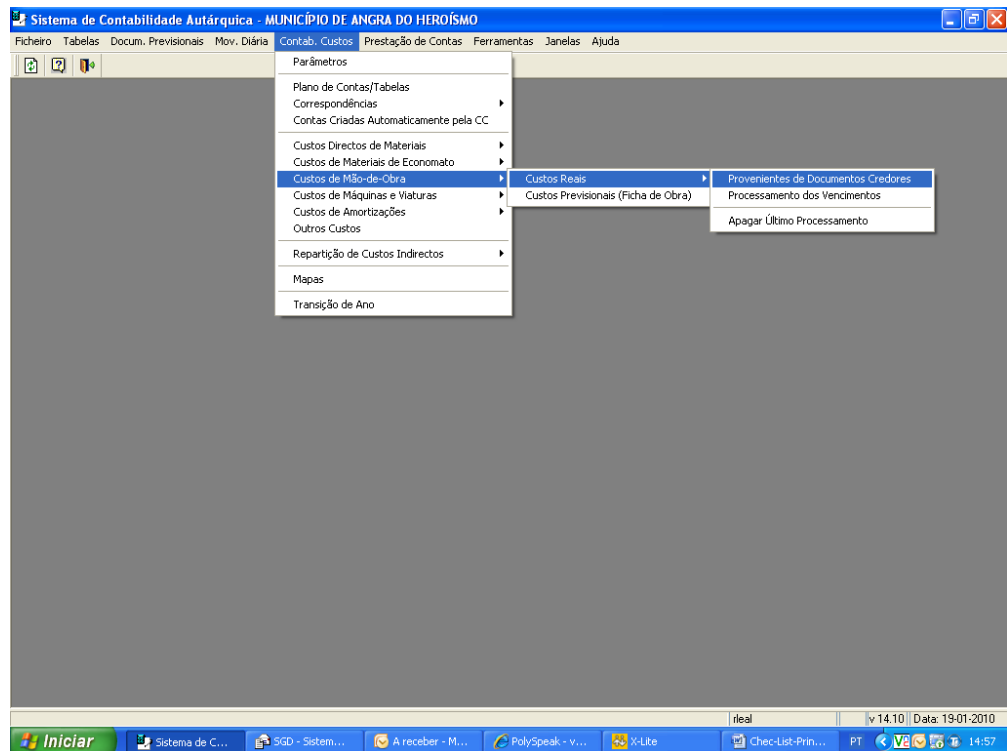 Sistema de Contabilidade Autárquica - MUNICÍPIO DE ANGRA DO HEROÍSMO
Ficheiro Tabelas Docum. Previsionais Mov. Diária Contab. Custos Prestação de Contas Ferramentas Janelas Ajuda
Parâmetros
Plano de Contas/Tabelas
Correspondências
Contas Criadas Automaticamente pela CC
Custos Directos de Materiais
Custos de Materiais de Economato
Custos de Mão-de-Obra
Custos de Máquinas e Viaturas
Custos de Amortizações
Outros Custos
Repartição de Custos Indirectos
Mapas
Transição de Ano
Custos Reais
Custos Previsionais (Ficha de Obra)
Provenientes de Documentos Credores
Processamento dos Vencimentos
Apagar Último Processamento
rleal v 14.10 Data: 19-01-2010
Iniciar Sistema de C... SGD - Sistem... A receber - M... PolySpeak - v... X-Lite Chec-List-Prin... PT 14:57